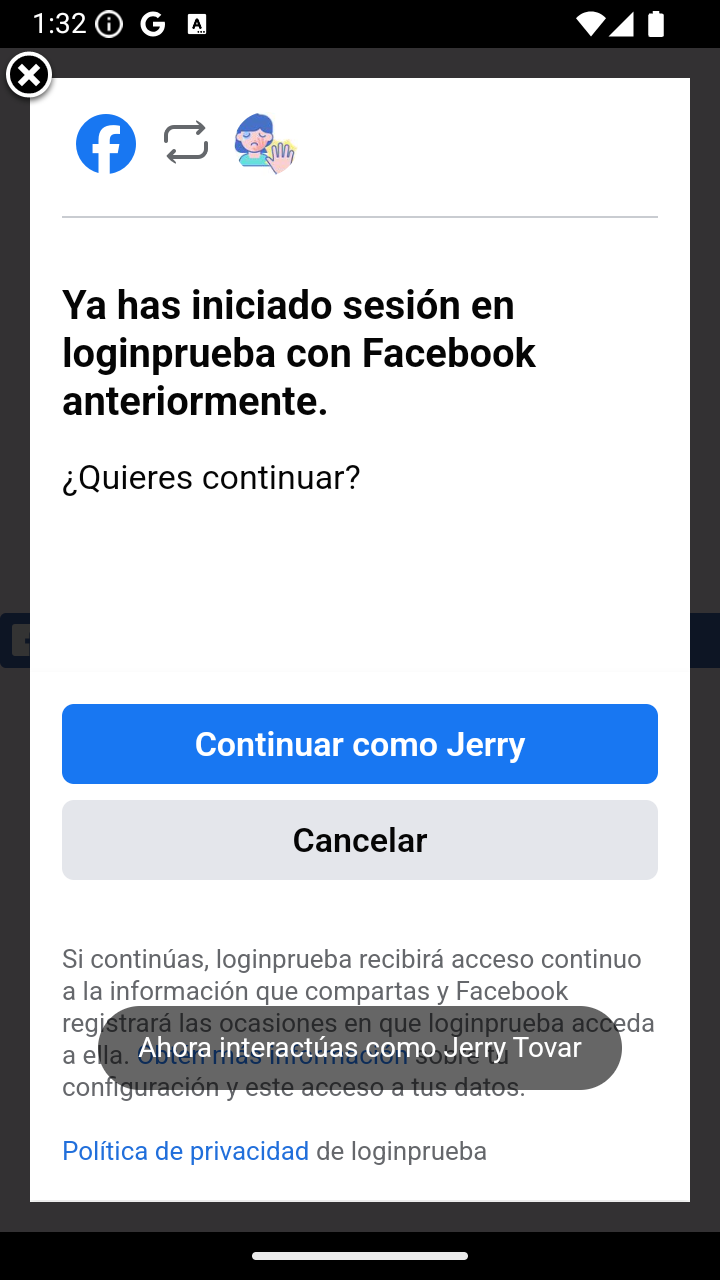 1:32
Ya has iniciado sesión en
loginprueba con Facebook
anteriormente.
¿Quieres continuar?
Continuar como Jerry
Cancelar
Si continúas, loginprueba recibirá acceso continuo
a la información que compartas y Facebook
registrará las ocasiones en que loginprueba acceda
a ella. Obtén más información sobre tu
Ahora interactúas como Jerry Tovar
configuración y este acceso a tus datos.
Política de privacidad de loginprueba